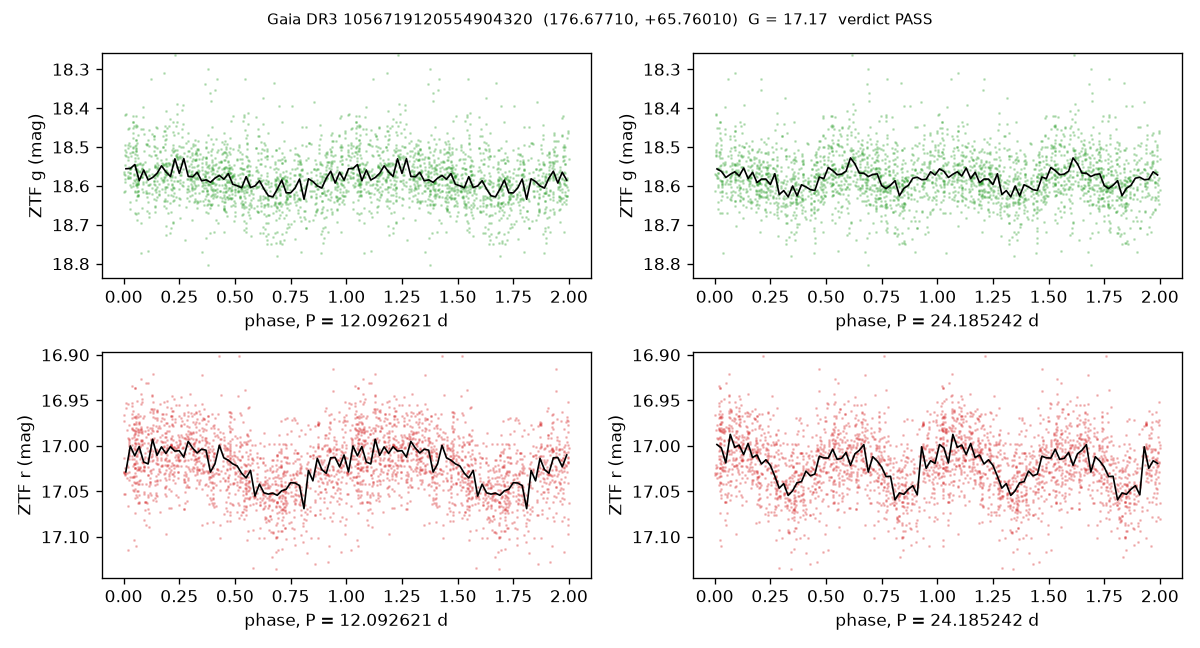 Gaia DR3 1056719120554904320 (176.67710, +65.76010) G = 17.17 verdict PASS
ZTF g (mag)
18.3
18.4
18.5
18.6
18.7
18.8
0.00 0.25 0.50 0.75 1.00 1.25 1.50 1.75 2.00
phase, P = 12.092621 d
ZTF g (mag)
18.3
18.4
18.5
18.6
18.7
18.8
0.00 0.25 0.50 0.75 1.00 1.25 1.50 1.75 2.00
phase, P = 24.185242 d
ZTF r (mag)
16.90
16.95
17.00
17.05
17.10
0.00 0.25 0.50 0.75 1.00 1.25 1.50 1.75 2.00
phase, P = 12.092621 d
ZTF r (mag)
16.90
16.95
17.00
17.05
17.10
0.00 0.25 0.50 0.75 1.00 1.25 1.50 1.75 2.00
phase, P = 24.185242 d